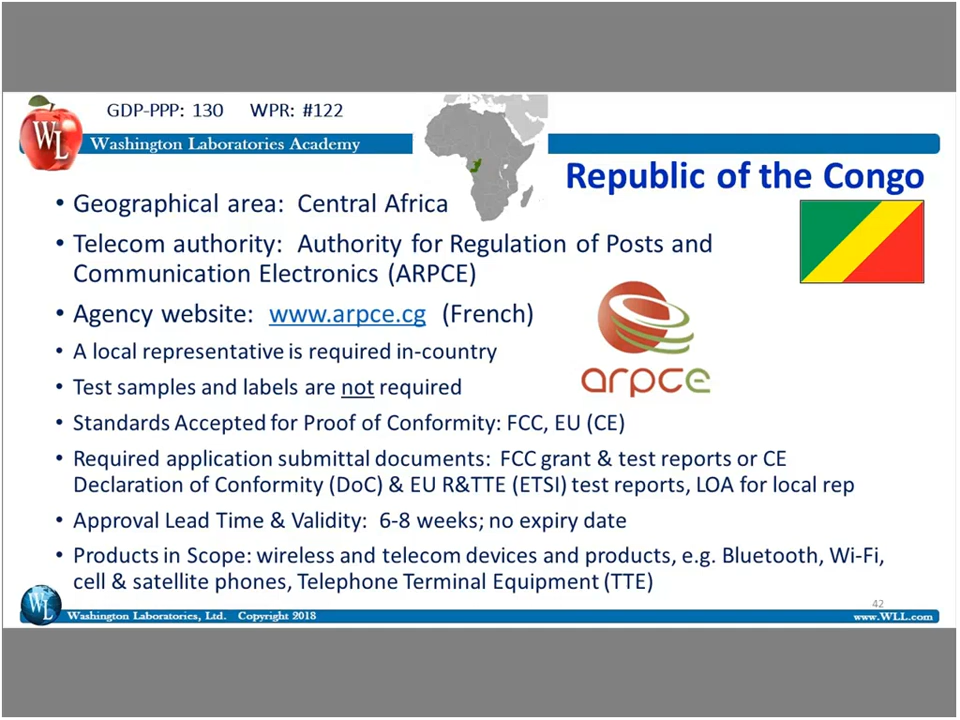 GDP-PPP: 130 WPR: #122
WL
Washington Laboratories Academy
Republic of the Congo
• Geographical area: Central Africa
• Telecom authority: Authority for Regulation of Posts and
Communication Electronics (ARPCE)
• Agency website: www.arpce.cg (French)
• A local representative is required in-country
arpce
• Test samples and labels are not required
• Standards Accepted for Proof of Conformity: FCC, EU (CE)
• Required application submittal documents: FCC grant & test reports or CE
Declaration of Conformity (DoC) & EU R&TTE (ETSI) test reports, LOA for local rep
• Approval Lead Time & Validity: 6-8 weeks; no expiry date
• Products in Scope: wireless and telecom devices and products, e.g. Bluetooth, Wi-Fi,
cell & satellite phones, Telephone Terminal Equipment (TTE)
42
WL
Washington Laboratories, Ltd. Copyright 2018
www.WLL.com